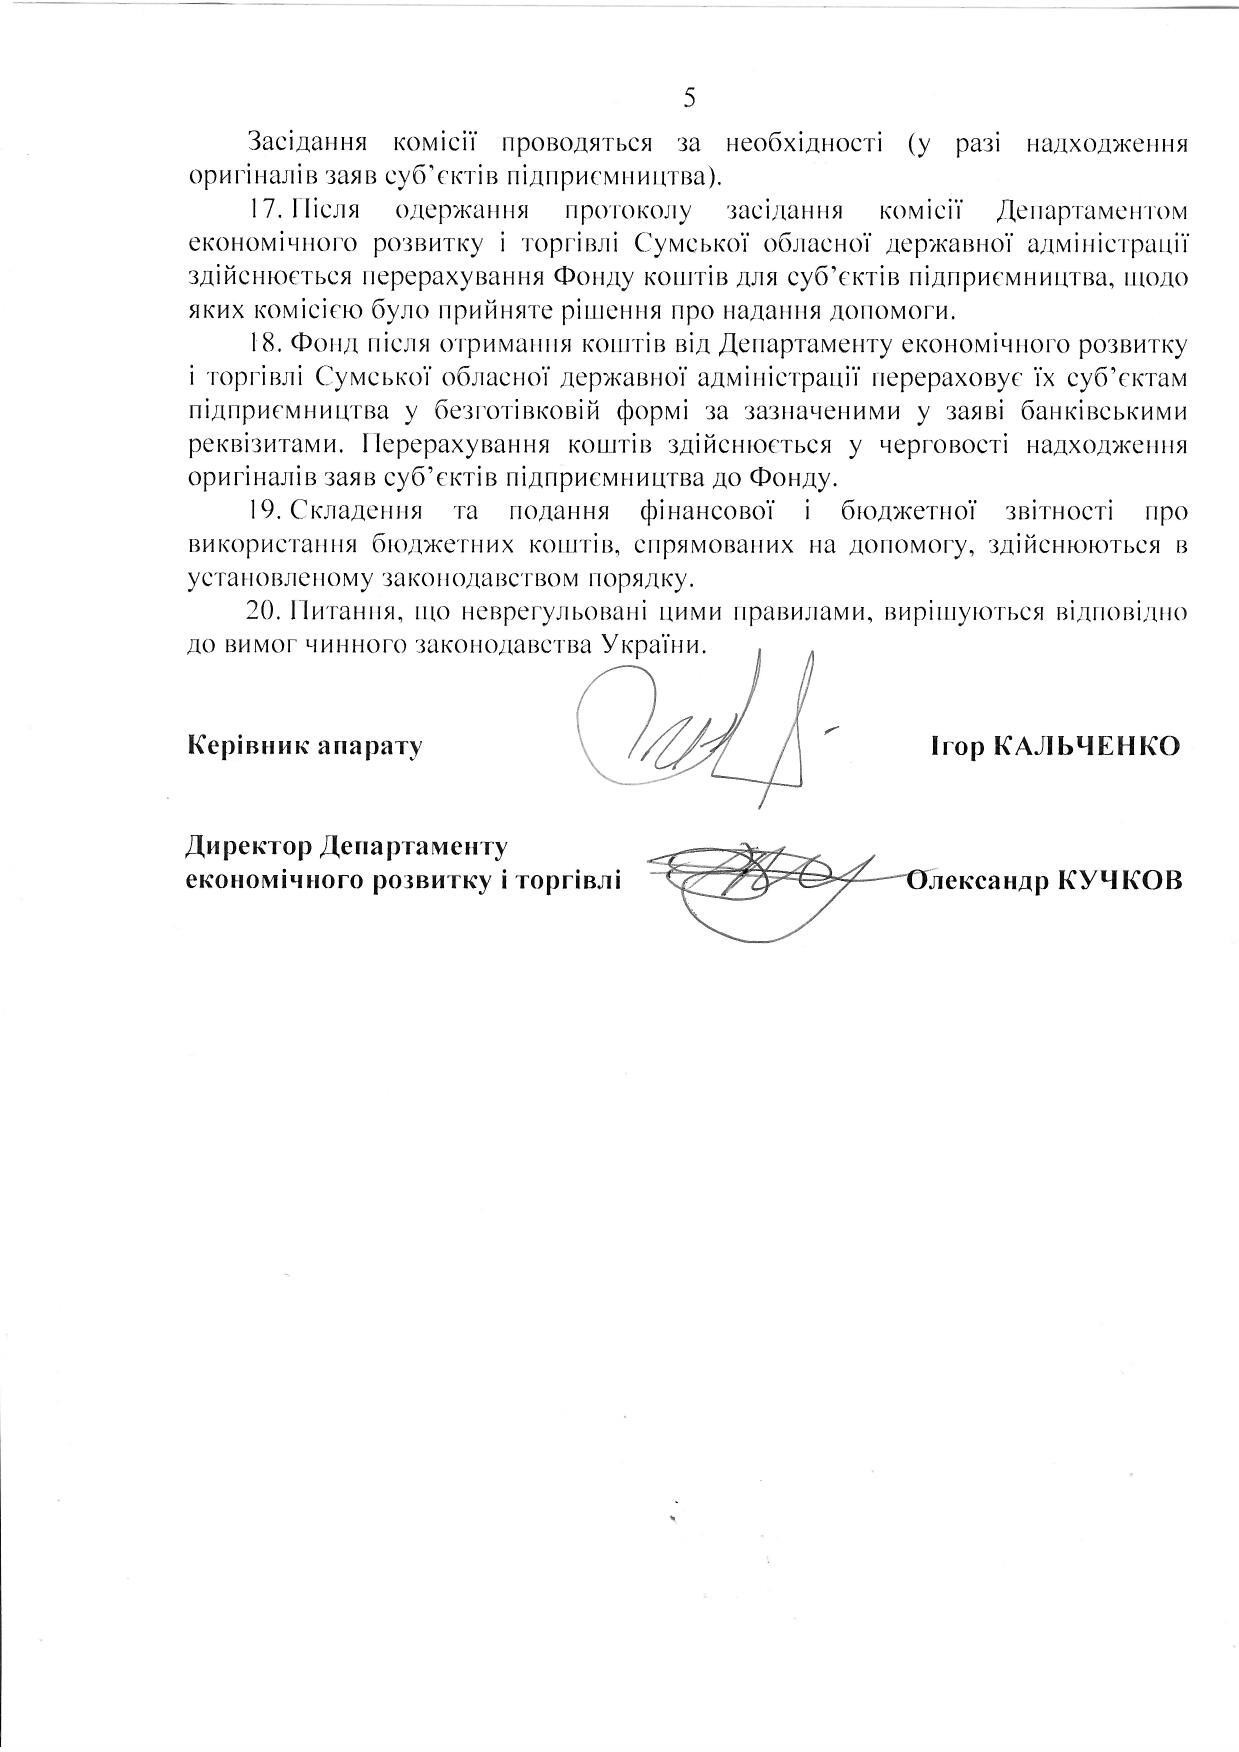 5
Засідання комісії проводяться за необхідності (у разі надходження
оригіналів заяв суб’єктів підприємництва).
17. Після одержання протоколу засідання комісії Департаментом
економічного розвитку і торгівлі Сумської обласної державної адміністрації
здійснюється перерахування Фонду коштів для суб’єктів підприємництва, щодо
яких комісією було прийняте рішення про надання допомоги.
18. Фонд після отримання коштів від Департаменту економічного розвитку
і торгівлі Сумської обласної державної адміністрації перераховує їх суб’єктам
підприємництва у безготівковій формі за зазначеними у заяві банківськими
реквізитами. Перерахування коштів здійснюється у черговості надходження
оригіналів заяв суб’єктів підприємництва до Фонду.
19. Складення та подання фінансової і бюджетної звітності про
використання бюджетних коштів, спрямованих на допомогу, здійснюються в
установленому законодавством порядку.
20. Питання, що неврегульовані цими правилами, вирішуються відповідно
до вимог чинного законодавства України.
Керівник апарату Ігор КАЛЬЧЕНКО
Директор Департаменту
економічного розвитку і торгівлі Олександр КУЧКОВ